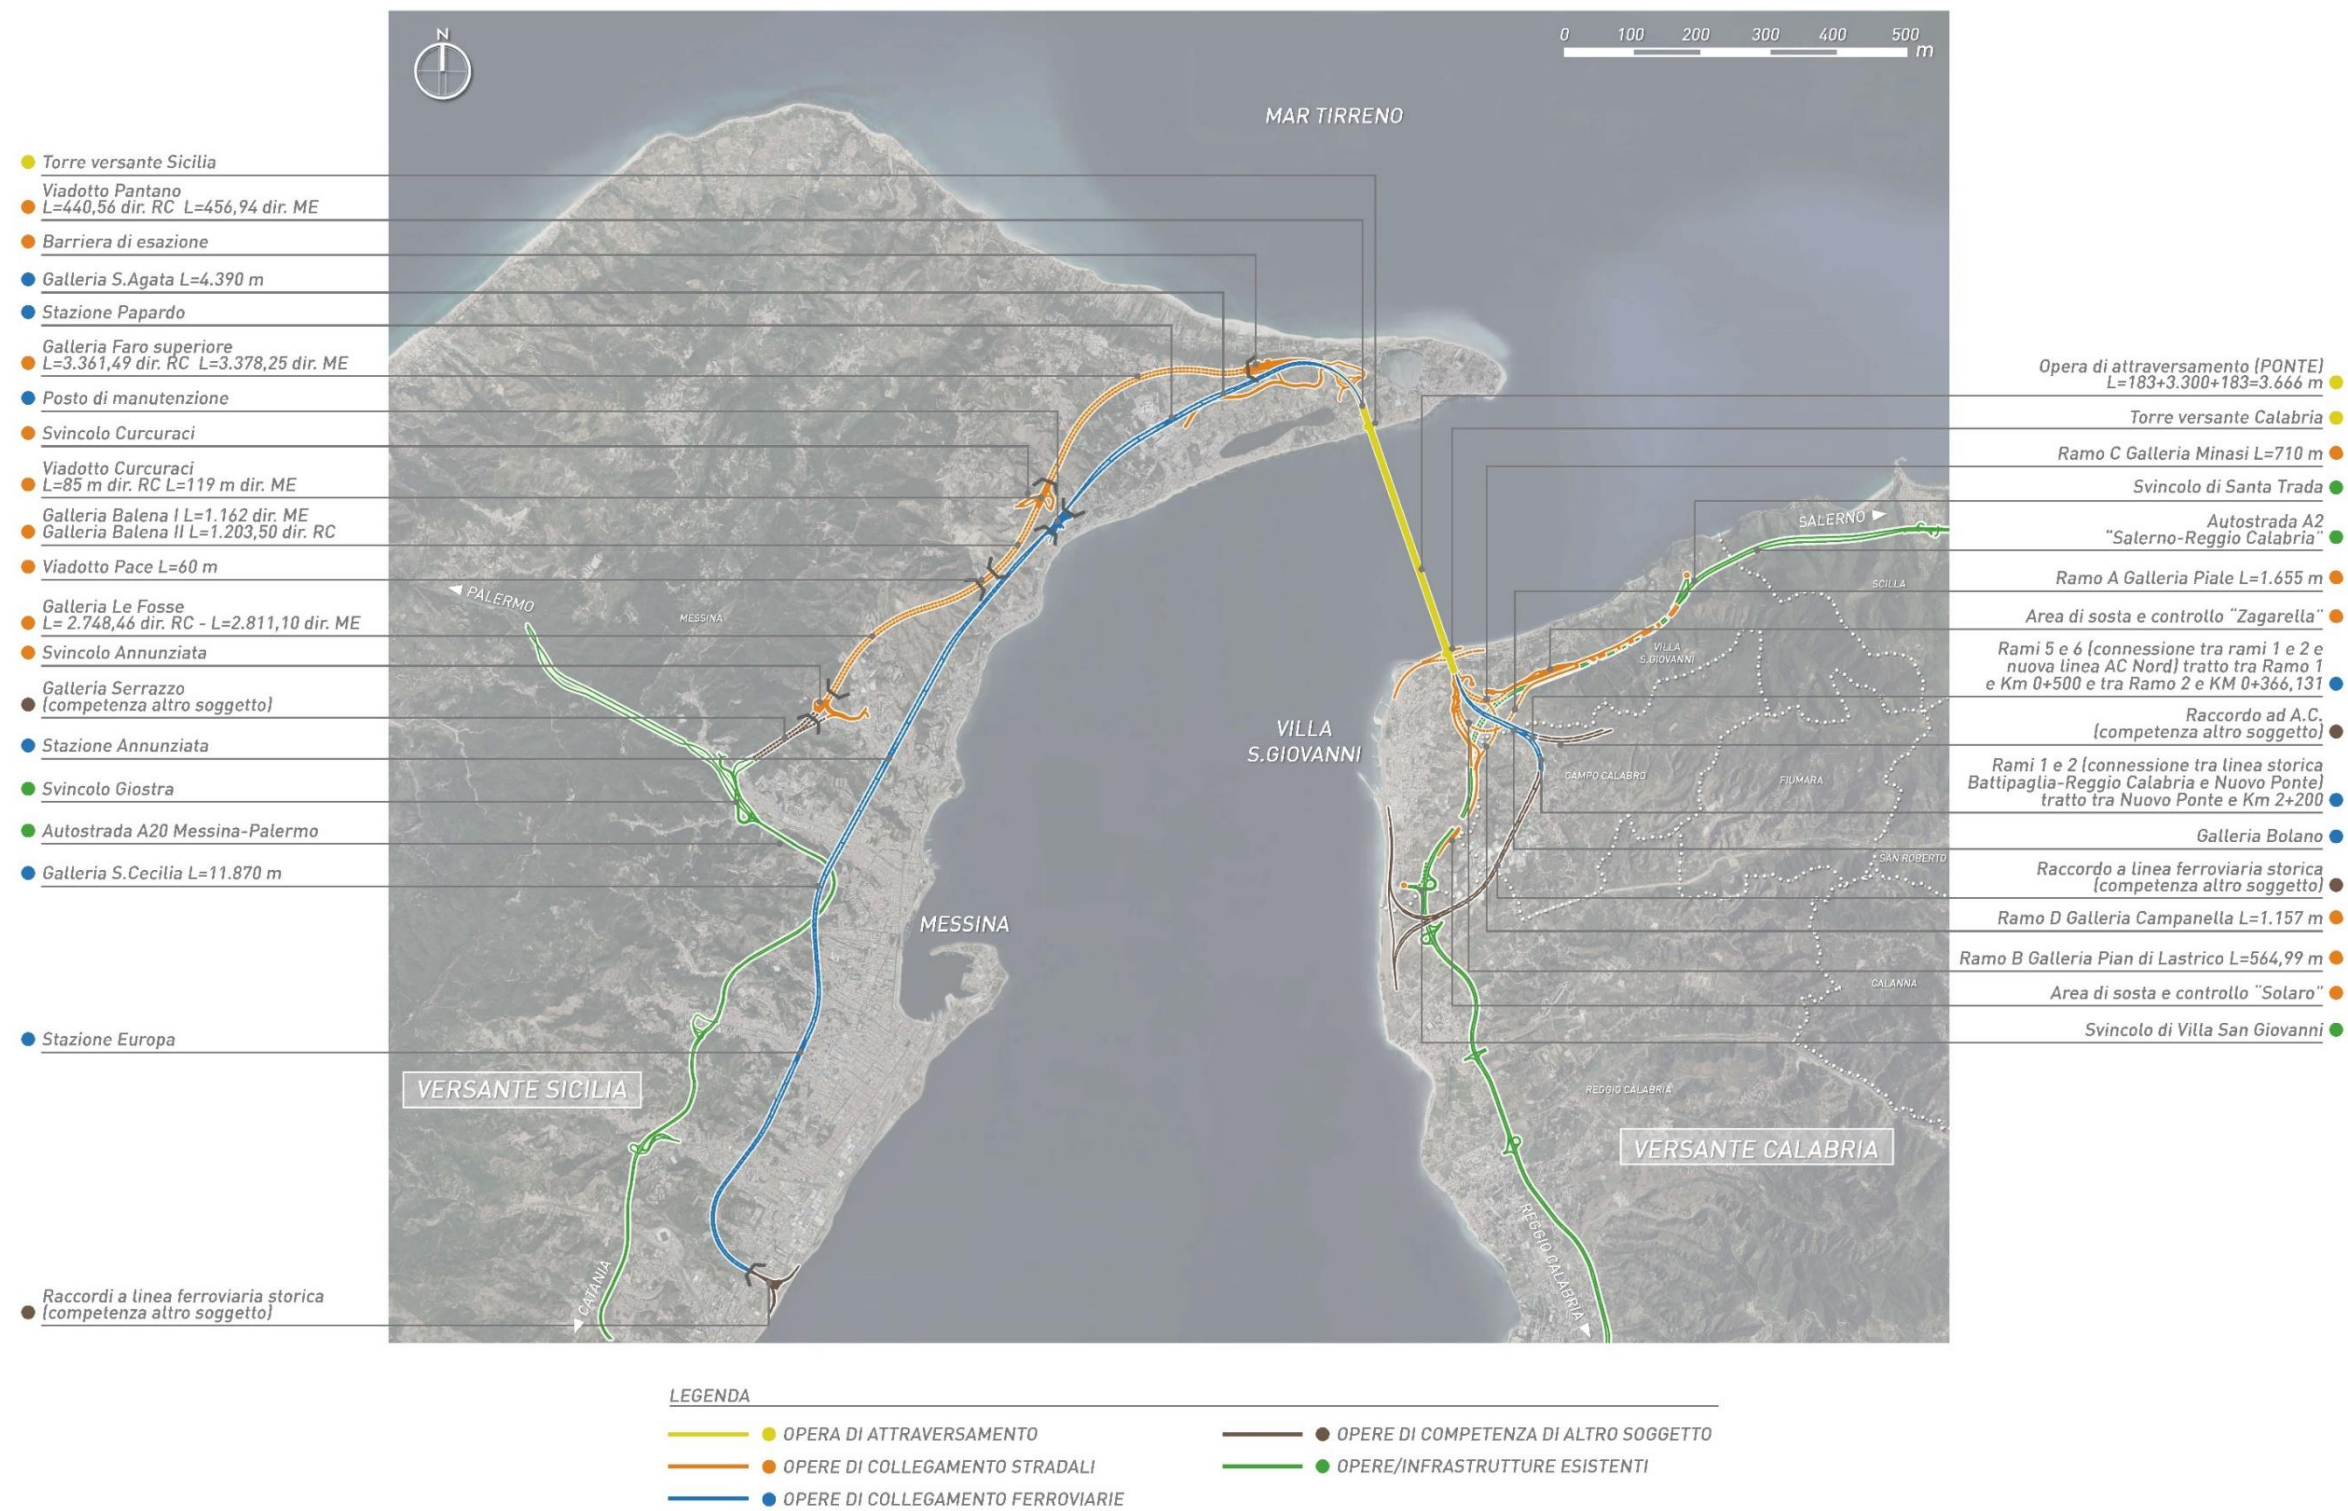 N
0 100 200 300 400 500 m
MAR TIRRENO
Torre versante Sicilia
Viadotto Pantano
L=440,56 dir. RC L=456,94 dir. ME
Barriera di esazione
Galleria S.Agata L=4.390 m
Stazione Papardo
Galleria Faro superiore
L=3.361,49 dir. RC L=3.378,25 dir. ME
Posto di manutenzione
Svincolo Curcuraci
Viadotto Curcuraci
L=85 m dir. RC L=119 m dir. ME
Galleria Balena I L=1.162 dir. ME
Galleria Balena II L=1.203,50 dir. RC
Viadotto Pace L=60 m
Galleria Le Fosse
L= 2.748,46 dir. RC - L=2.811,10 dir. ME
Svincolo Annunziata
Galleria Serrazzo
(competenza altro soggetto)
Stazione Annunziata
Svincolo Giostra
Autostrada A20 Messina-Palermo
Galleria S.Cecilia L=11.870 m
Stazione Europa
Raccordi a linea ferroviaria storica
(competenza altro soggetto)
PALERMO
MESSINA
MESSINA
VERSANTE SICILIA
CATANIA
VILLA
S.GIOVANNI
SALERNO
SCILLA
VILLA
S.GIOVANNI
CAMPO CALABRO
FIUMARA
SAN ROBERTO
CALANNA
REGGIO CALABRIA
VERSANTE CALABRIA
REGGIO CALABRIA
Opera di attraversamento (PONTE)
L=183+3.300+183=3.666 m
Torre versante Calabria
Ramo C Galleria Minasi L=710 m
Svincolo di Santa Trada
Autostrada A2
"Salerno-Reggio Calabria"
Ramo A Galleria Piale L=1.655 m
Area di sosta e controllo "Zagarella"
Rami 5 e 6 (connessione tra rami 1 e 2 e
nuova linea AC Nord) tratto tra Ramo 1
e Km 0+500 e tra Ramo 2 e KM 0+366,131
Raccordo ad A.C.
(competenza altro soggetto)
Rami 1 e 2 (connessione tra linea storica
Battipaglia-Reggio Calabria e Nuovo Ponte)
tratto tra Nuovo Ponte e Km 2+200
Galleria Bolano
Raccordo a linea ferroviaria storica
(competenza altro soggetto)
Ramo D Galleria Campanella L=1.157 m
Ramo B Galleria Pian di Lastrico L=564,99 m
Area di sosta e controllo "Solaro"
Svincolo di Villa San Giovanni
LEGENDA
OPERA DI ATTRAVERSAMENTO
OPERE DI COLLEGAMENTO STRADALI
OPERE DI COLLEGAMENTO FERROVIARIE
OPERE DI COMPETENZA DI ALTRO SOGGETTO
OPERE/INFRASTRUTTURE ESISTENTI